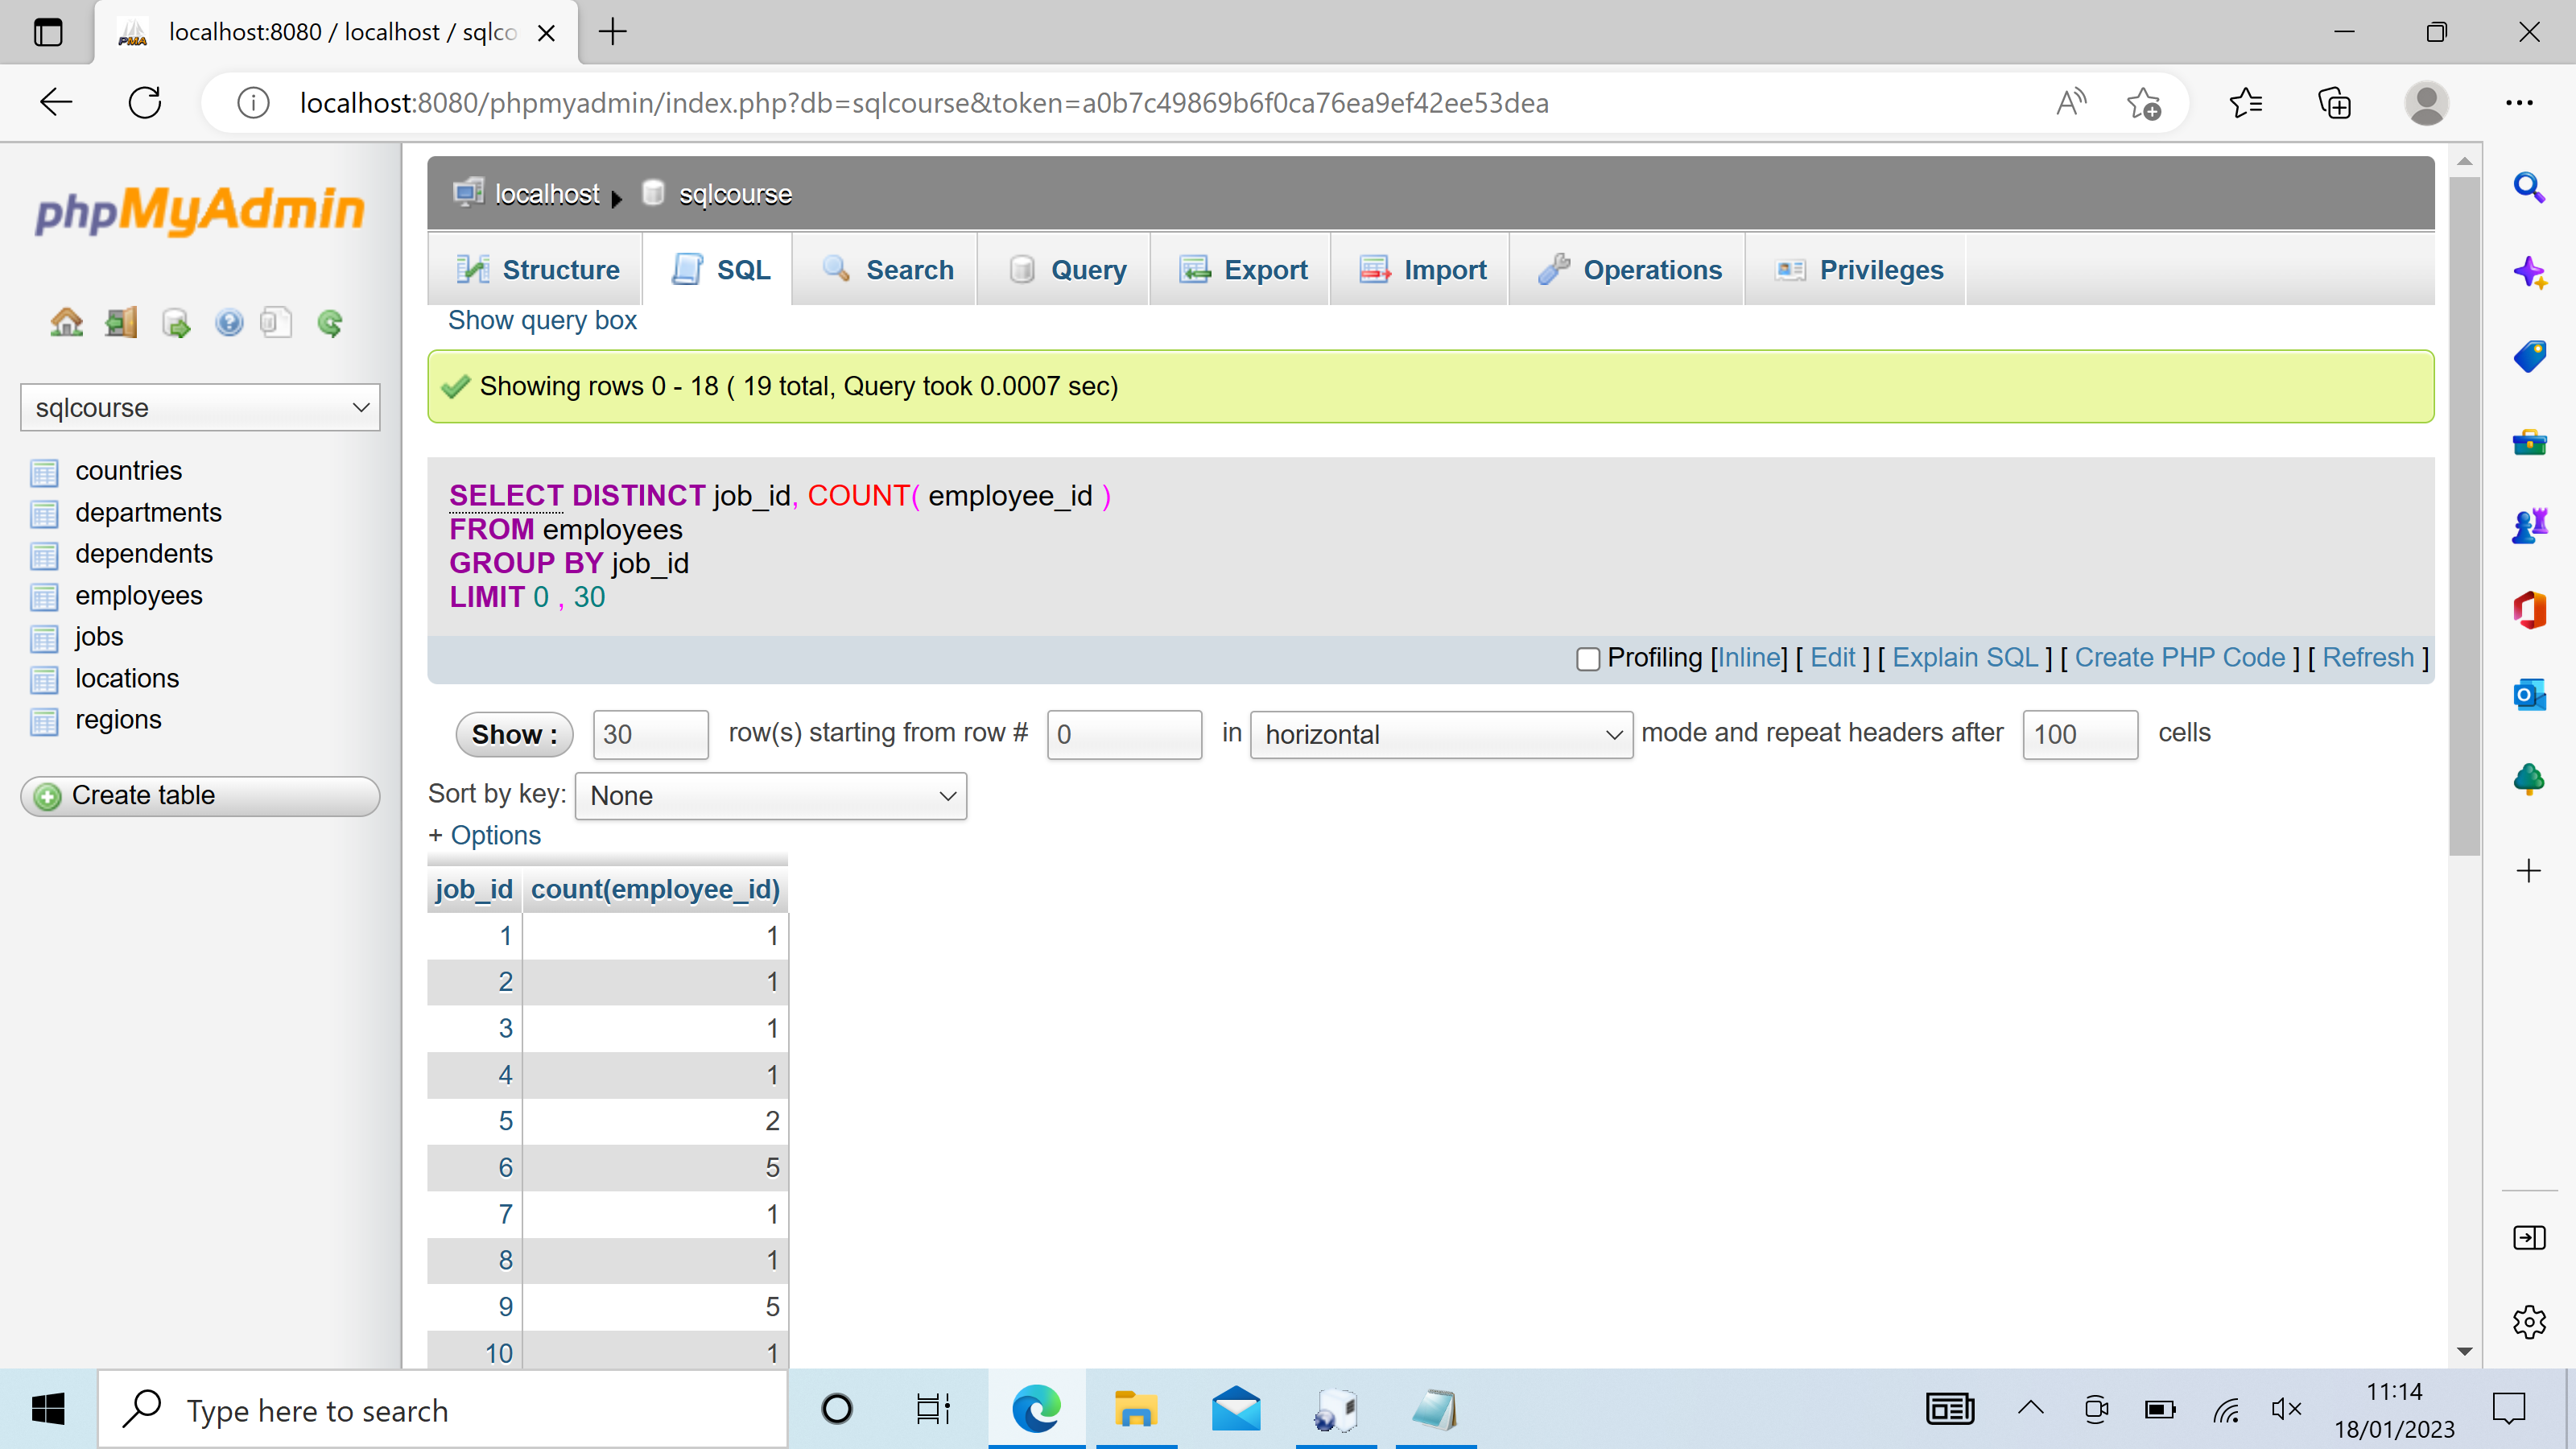 localhost:8080 / localhost / sqlco
localhost:8080/phpmyadmin/index.php?db=sqlcourse&token=a0b7c49869b6f0ca76ea9ef42ee53dea
phpMyAdmin
localhost
sqlcourse
Structure
SQL
Search
Query
Export
Import
Operations
Privileges
Show query box
Showing rows 0 - 18 ( 19 total, Query took 0.0007 sec)
sqlcourse
countries
departments
dependents
employees
jobs
locations
regions
Create table
SELECT DISTINCT job_id, COUNT( employee_id )
FROM employees
GROUP BY job_id
LIMIT 0 , 30
Profiling [Inline] [ Edit ] [ Explain SQL ] [ Create PHP Code ] [ Refresh ]
Show : 30 row(s) starting from row # 0 in horizontal mode and repeat headers after 100 cells
Sort by key: None
+ Options
job_id count(employee_id)
1 1
2 1
3 1
4 1
5 2
6 5
7 1
8 1
9 5
10 1
Type here to search
11:14
18/01/2023